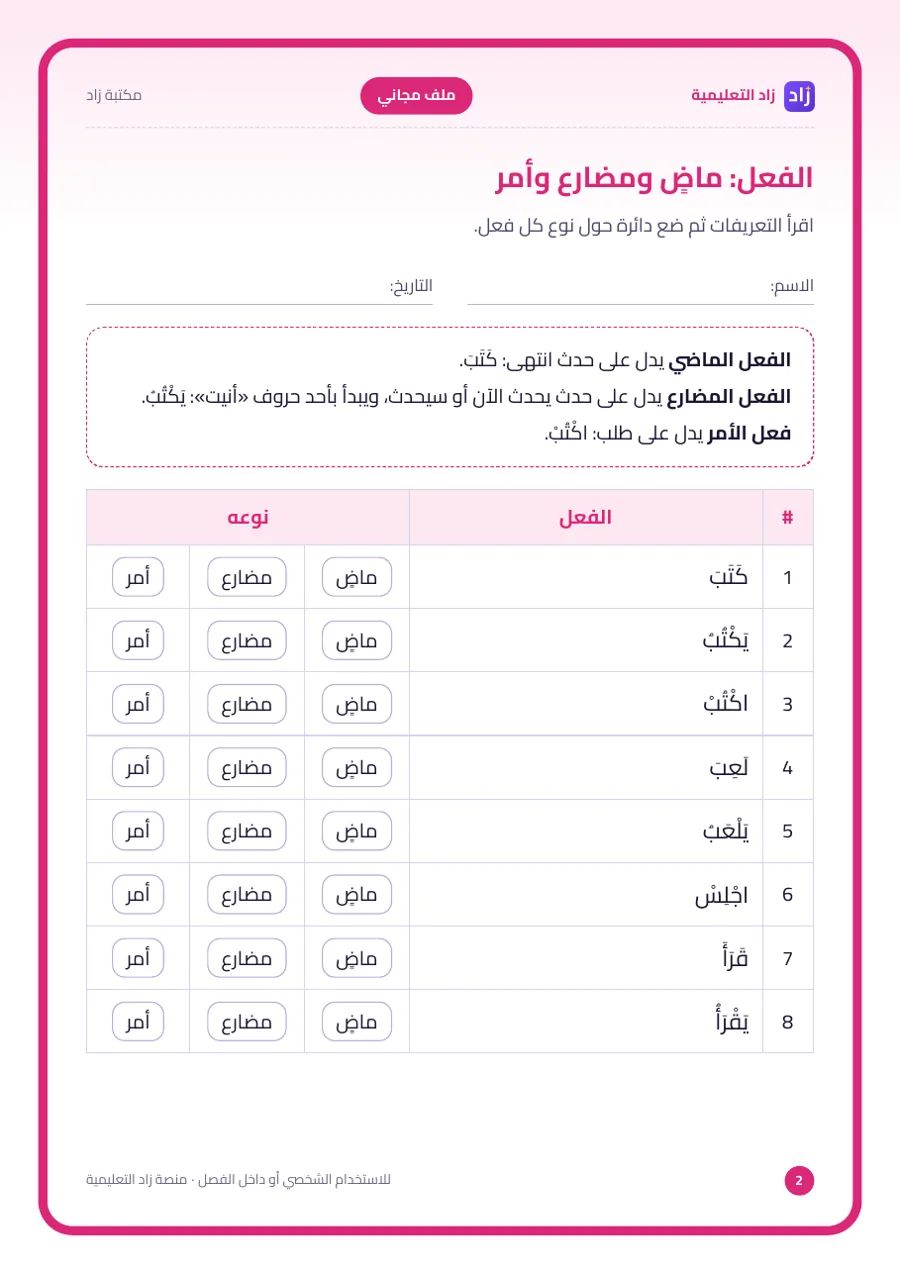 زاد زاد التعليمية
ملف مجاني
مكتبة زاد
الفعل: ماضٍ ومضارع وأمر
اقرأ التعريفات ثم ضع دائرة حول نوع كل فعل.
الاسم:
التاريخ:
الفعل الماضي يدل على حدث انتهى: كَتَبَ.
الفعل المضارع يدل على حدث يحدث الآن أو سيحدث، ويبدأ بأحد حروف «أنيت»: يَكْتُبُ.
فعل الأمر يدل على طلب: اكْتُبْ.
# الفعل نوعه
1 كَتَبَ ماضٍ مضارع أمر
2 يَكْتُبُ ماضٍ مضارع أمر
3 اكْتُبْ ماضٍ مضارع أمر
4 لَعِبَ ماضٍ مضارع أمر
5 يَلْعَبُ ماضٍ مضارع أمر
6 اجْلِسْ ماضٍ مضارع أمر
7 قَرَأَ ماضٍ مضارع أمر
8 يَقْرَأُ ماضٍ مضارع أمر
2
للاستخدام الشخصي أو داخل الفصل · منصة زاد التعليمية